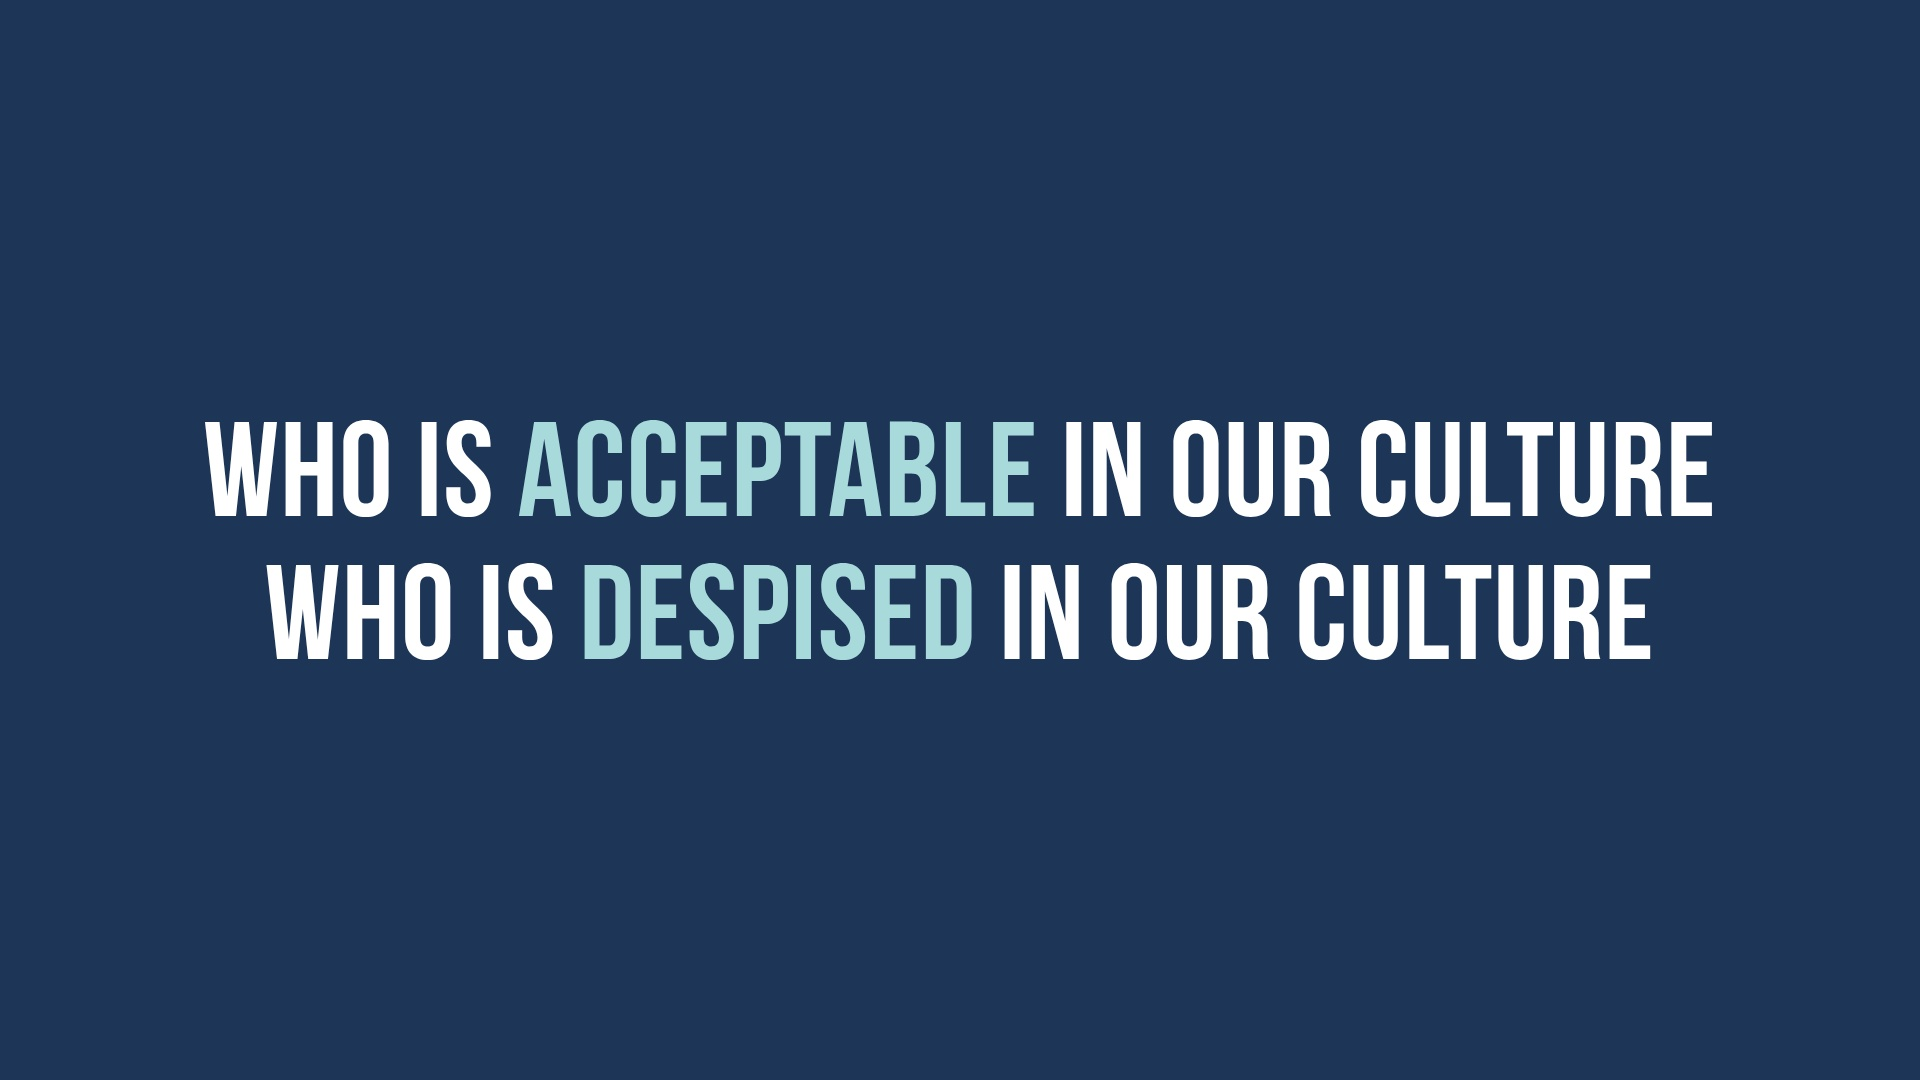 WHO IS ACCEPTABLE IN OUR CULTURE
WHO IS DESPISED IN OUR CULTURE